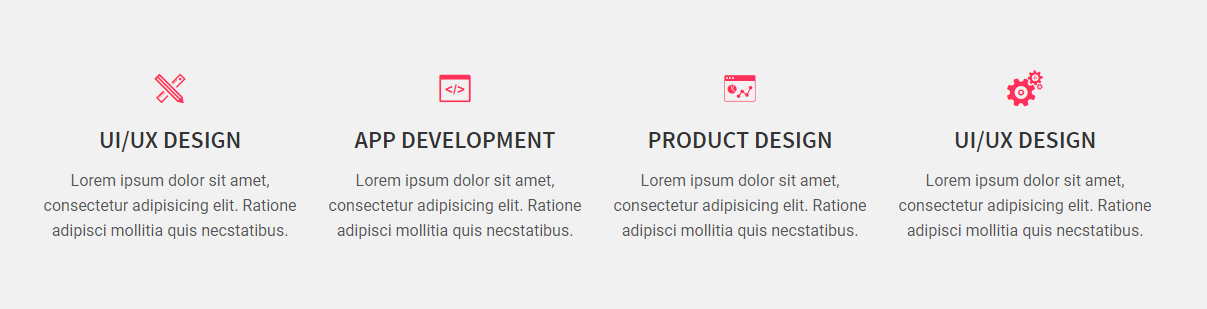 UI/UX DESIGN
Lorem ipsum dolor sit amet,
consectetur adipisicing elit. Ratione
adipisci mollitia quis necstatibus.
</>
APP DEVELOPMENT
Lorem ipsum dolor sit amet,
consectetur adipisicing elit. Ratione
adipisci mollitia quis necstatibus.
PRODUCT DESIGN
Lorem ipsum dolor sit amet,
consectetur adipisicing elit. Ratione
adipisci mollitia quis necstatibus.
UI/UX DESIGN
Lorem ipsum dolor sit amet,
consectetur adipisicing elit. Ratione
adipisci mollitia quis necstatibus.